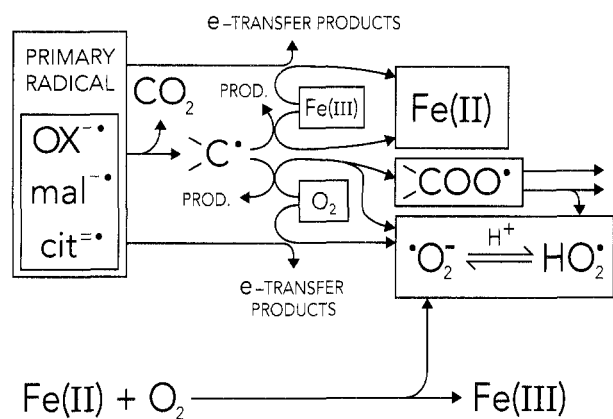 e-TRANSFER PRODUCTS
PRIMARY
RADICAL
OX⁻•
mal⁻•
cit⁼•
CO₂
PROD.
Fe(III)
Fe(II)
>C•
>COO•
PROD.
O₂
•O₂⁻ ⇌ HO₂•
H⁺
e-TRANSFER
PRODUCTS
Fe(II) + O₂ → Fe(III)